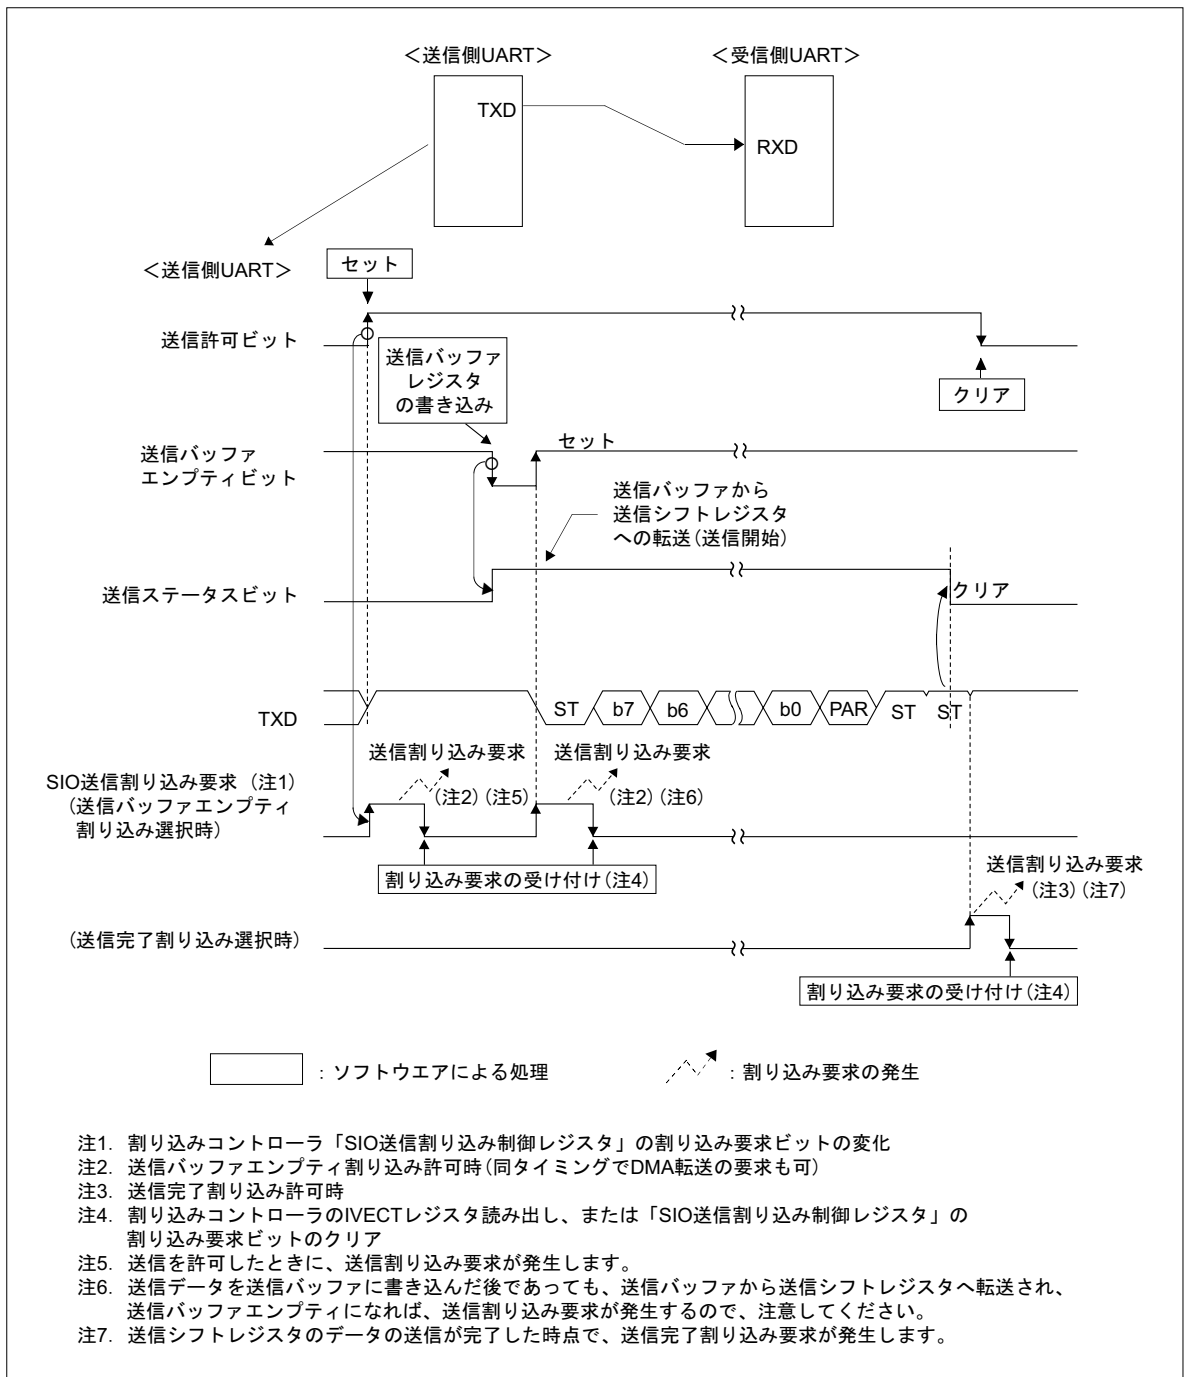 ＜送信側UART＞
＜受信側UART＞
TXD
RXD
＜送信側UART＞
セット
送信許可ビット
送信バッファ
レジスタ
の書き込み
クリア
送信バッファ
エンプティビット
セット
送信バッファから
送信シフトレジスタ
への転送(送信開始)
送信ステータスビット
クリア
TXD
ST
b7
b6
b0
PAR
ST
ST
送信割り込み要求
(注2)(注5)
送信割り込み要求
(注2)(注6)
SIO送信割り込み要求 (注1)
(送信バッファエンプティ
割り込み選択時)
割り込み要求の受け付け(注4)
送信割り込み要求
(注3)(注7)
(送信完了割り込み選択時)
割り込み要求の受け付け(注4)
: ソフトウエアによる処理
: 割り込み要求の発生
注1. 割り込みコントローラ「SIO送信割り込み制御レジスタ」の割り込み要求ビットの変化
注2. 送信バッファエンプティ割り込み許可時(同タイミングでDMA転送の要求も可)
注3. 送信完了割り込み許可時
注4. 割り込みコントローラのIVECTレジスタ読み出し、または「SIO送信割り込み制御レジスタ」の
割り込み要求ビットのクリア
注5. 送信を許可したときに、送信割り込み要求が発生します。
注6. 送信データを送信バッファに書き込んだ後であっても、送信バッファから送信シフトレジスタへ転送され、
送信バッファエンプティになれば、送信割り込み要求が発生するので、注意してください。
注7. 送信シフトレジスタのデータの送信が完了した時点で、送信完了割り込み要求が発生します。